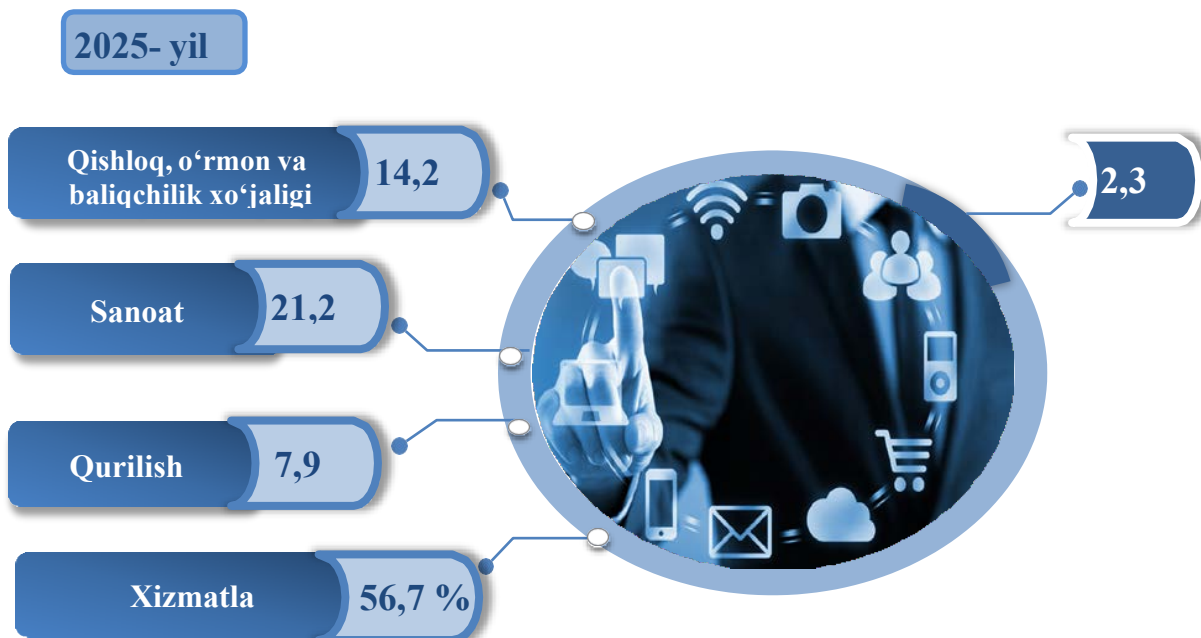 2025- yil
Qishloq, o‘rmon va
baliqchilik xo‘jaligi
14,2
2,3
Sanoat
21,2
Qurilish
7,9
Xizmatla
56,7 %